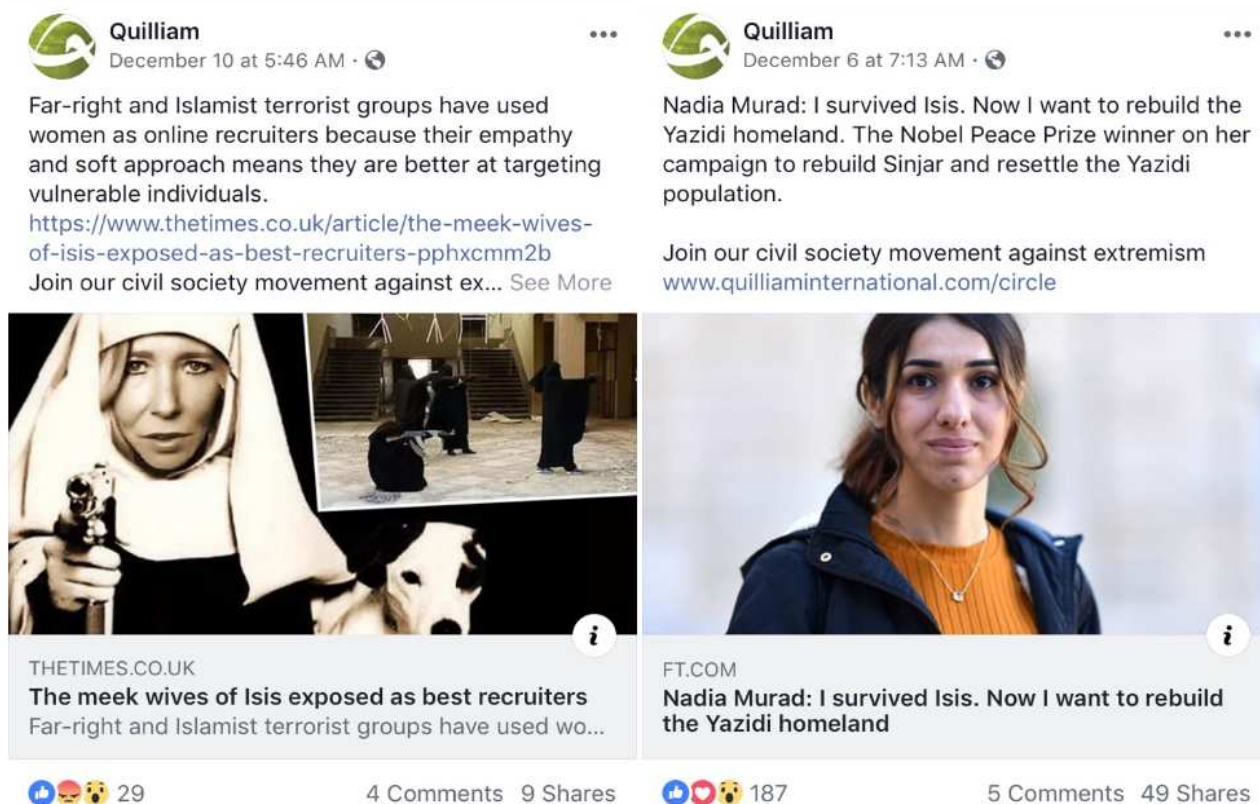 Quilliam
December 10 at 5:46 AM ·
Far-right and Islamist terrorist groups have used
women as online recruiters because their empathy
and soft approach means they are better at targeting
vulnerable individuals.
https://www.thetimes.co.uk/article/the-meek-wives-
of-isis-exposed-as-best-recruiters-pphxcmm2b
Join our civil society movement against ex... See More
i
THETIMES.CO.UK
The meek wives of Isis exposed as best recruiters
Far-right and Islamist terrorist groups have used wo...
29
4 Comments 9 Shares
Quilliam
December 6 at 7:13 AM ·
Nadia Murad: I survived Isis. Now I want to rebuild the
Yazidi homeland. The Nobel Peace Prize winner on her
campaign to rebuild Sinjar and resettle the Yazidi
population.
Join our civil society movement against extremism
www.quilliaminternational.com/circle
i
FT.COM
Nadia Murad: I survived Isis. Now I want to rebuild
the Yazidi homeland
187
5 Comments 49 Shares